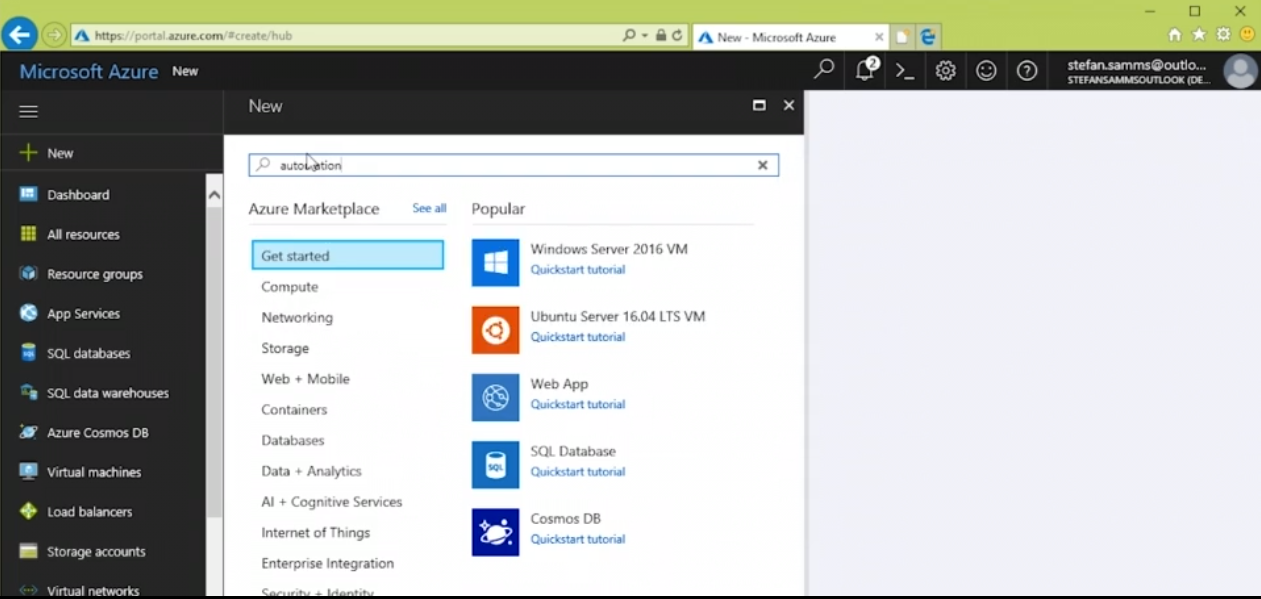 https://portal.azure.com/#create/hub
New - Microsoft Azure
Microsoft Azure New
2
stefan.samms@outlo...
STEFANSAMMSOUTLOOK (DE...
New
New
Dashboard
All resources
Resource groups
App Services
SQL databases
SQL data warehouses
Azure Cosmos DB
Virtual machines
Load balancers
Storage accounts
Virtual networks
automation
Azure Marketplace
See all
Get started
Compute
Networking
Storage
Web + Mobile
Containers
Databases
Data + Analytics
AI + Cognitive Services
Internet of Things
Enterprise Integration
Security + Identity
Popular
Windows Server 2016 VM
Quickstart tutorial
Ubuntu Server 16.04 LTS VM
Quickstart tutorial
Web App
Quickstart tutorial
SQL
SQL Database
Quickstart tutorial
Cosmos DB
Quickstart tutorial